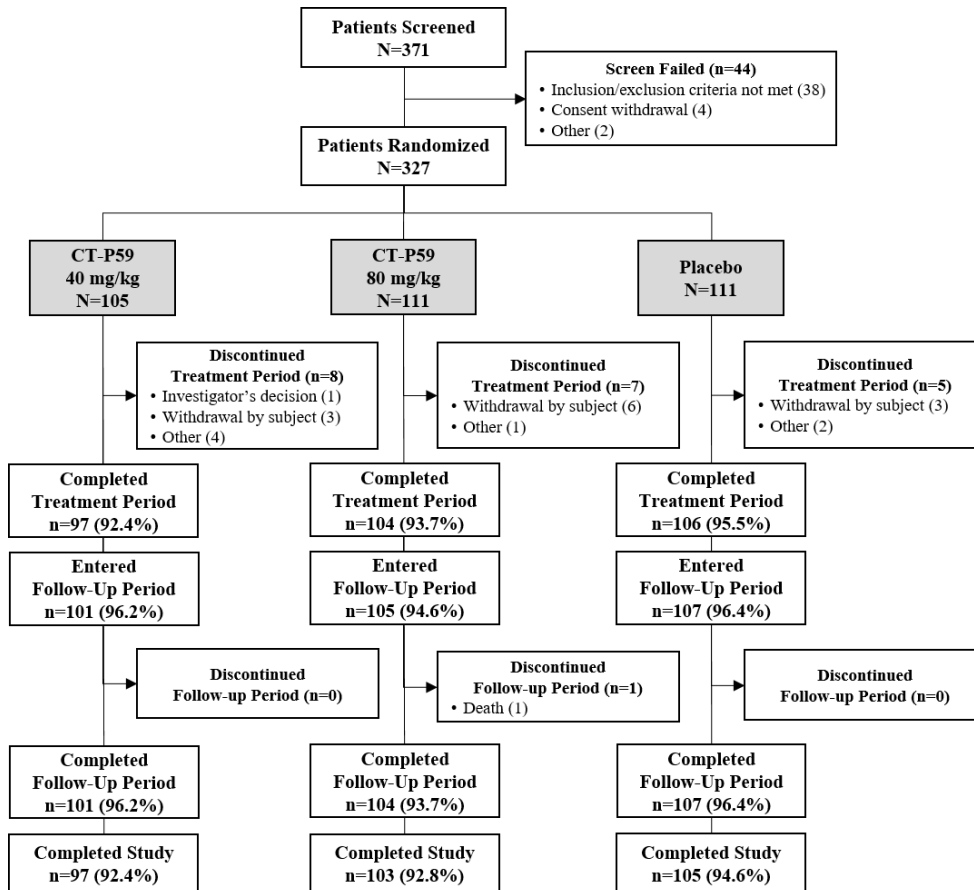 Patients Screened
N=371
Screen Failed (n=44)
• Inclusion/exclusion criteria not met (38)
• Consent withdrawal (4)
• Other (2)
Patients Randomized
N=327
CT-P59
40 mg/kg
N=105
CT-P59
80 mg/kg
N=111
Placebo
N=111
Discontinued
Treatment Period (n=8)
• Investigator’s decision (1)
• Withdrawal by subject (3)
• Other (4)
Discontinued
Treatment Period (n=7)
• Withdrawal by subject (6)
• Other (1)
Discontinued
Treatment Period (n=5)
• Withdrawal by subject (3)
• Other (2)
Completed
Treatment Period
n=97 (92.4%)
Completed
Treatment Period
n=104 (93.7%)
Completed
Treatment Period
n=106 (95.5%)
Entered
Follow-Up Period
n=101 (96.2%)
Entered
Follow-Up Period
n=105 (94.6%)
Entered
Follow-Up Period
n=107 (96.4%)
Discontinued
Follow-up Period (n=0)
Discontinued
Follow-up Period (n=1)
• Death (1)
Discontinued
Follow-up Period (n=0)
Completed
Follow-Up Period
n=101 (96.2%)
Completed
Follow-Up Period
n=104 (93.7%)
Completed
Follow-Up Period
n=107 (96.4%)
Completed Study
n=97 (92.4%)
Completed Study
n=103 (92.8%)
Completed Study
n=105 (94.6%)